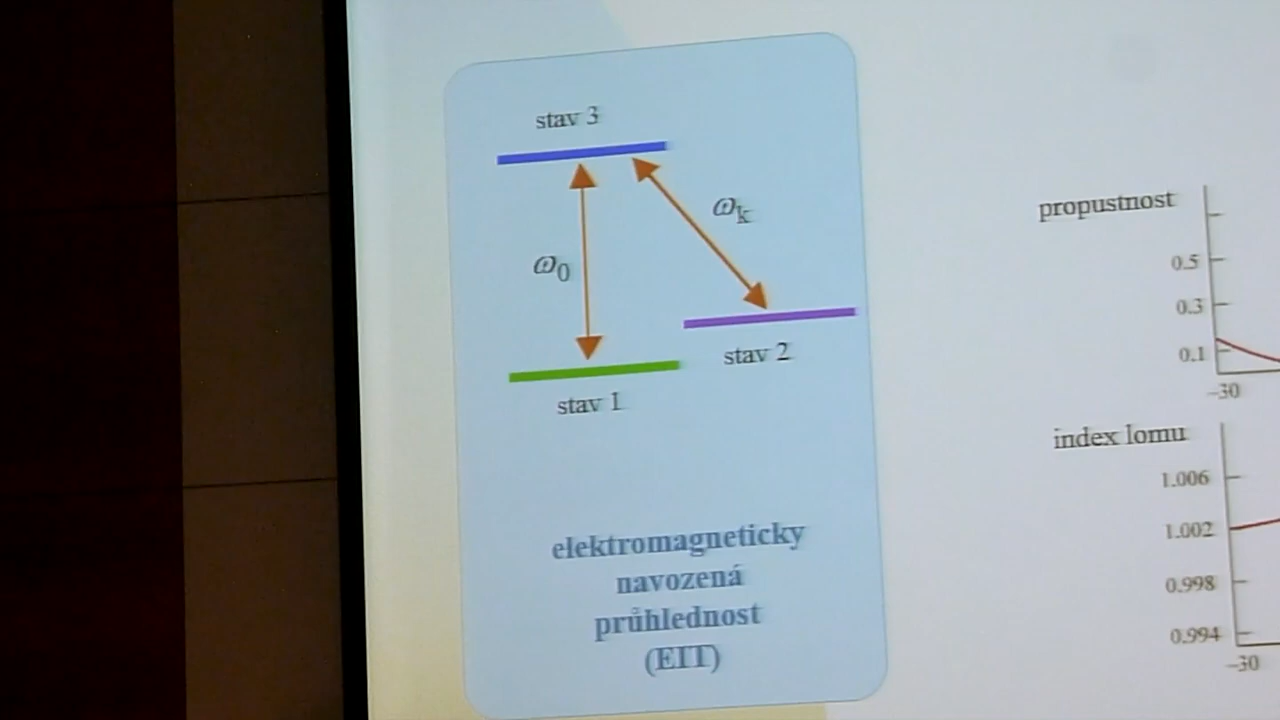 stav 3
ω₀
ωₖ
stav 1
stav 2
elektromagneticky
navozená
průhlednost
(EIT)
propustnost
0.5
0.3
0.1
−30
index lomu
1.006
1.002
0.998
0.994
−30